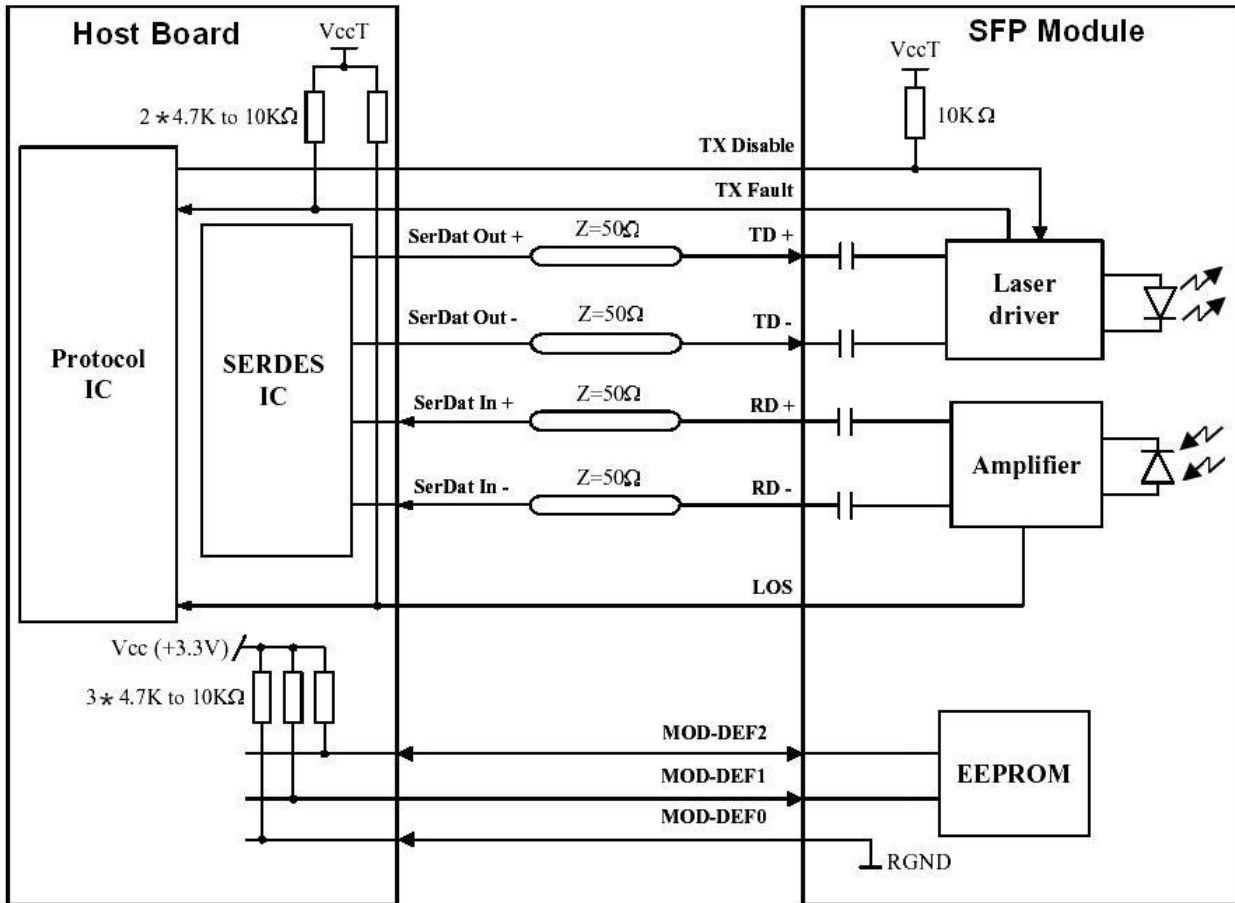 Host Board
SFP Module
VccT
VccT
2 * 4.7K to 10KΩ
10K Ω
TX Disable
TX Fault
SerDat Out +
Z=50Ω
TD +
SerDat Out -
Z=50Ω
TD -
Laser
driver
Protocol
IC
SERDES
IC
SerDat In +
Z=50Ω
RD +
SerDat In -
Z=50Ω
RD -
Amplifier
LOS
Vcc (+3.3V)
3 * 4.7K to 10KΩ
MOD-DEF2
MOD-DEF1
MOD-DEF0
EEPROM
RGND